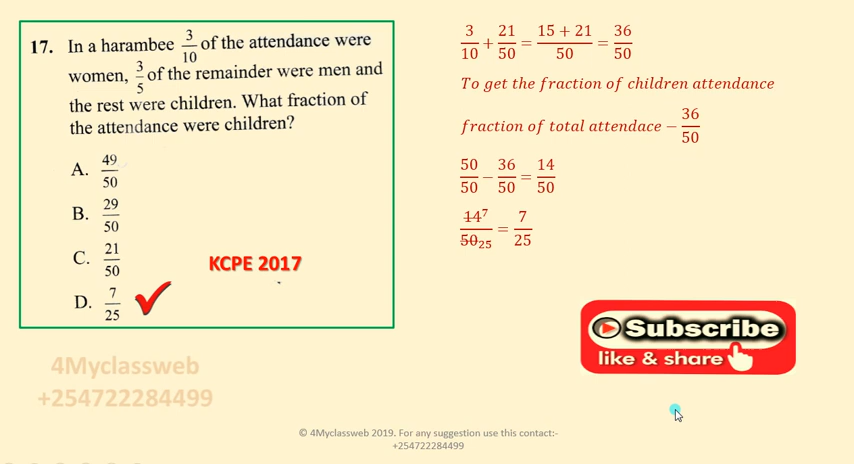 17. In a harambee 3/10 of the attendance were
women, 3/5 of the remainder were men and
the rest were children. What fraction of
the attendance were children?
A. 49/50
B. 29/50
C. 21/50
D. 7/25
KCPE 2017
3/10 + 21/50 = 15 + 21/50 = 36/50
To get the fraction of children attendance
fraction of total attendace − 36/50
50/50 − 36/50 = 14/50
14⁷/50₂₅ = 7/25
Subscribe
like & share
4Myclassweb
+254722284499
© 4Myclassweb 2019. For any suggestion use this contact:-
+254722284499